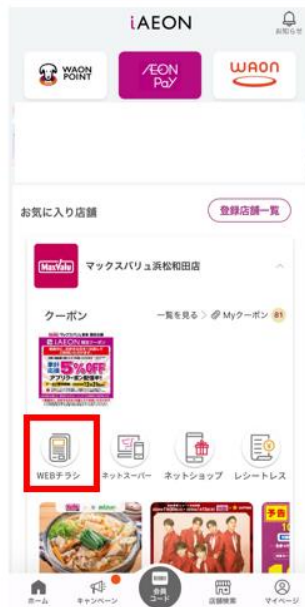 iAEON
お知らせ
WAON POINT
AEON Pay
WAON
お気に入り店舗
登録店舗一覧
MaxValu マックスバリュ浜松和田店
クーポン
一覧を見る > Myクーポン 81
iAEON
5%OFF
WEBチラシ
ネットスーパー
ネットショップ
レシートレス
予告
10
ホーム
キャンペーン
会員コード
店舗検索
マイページ